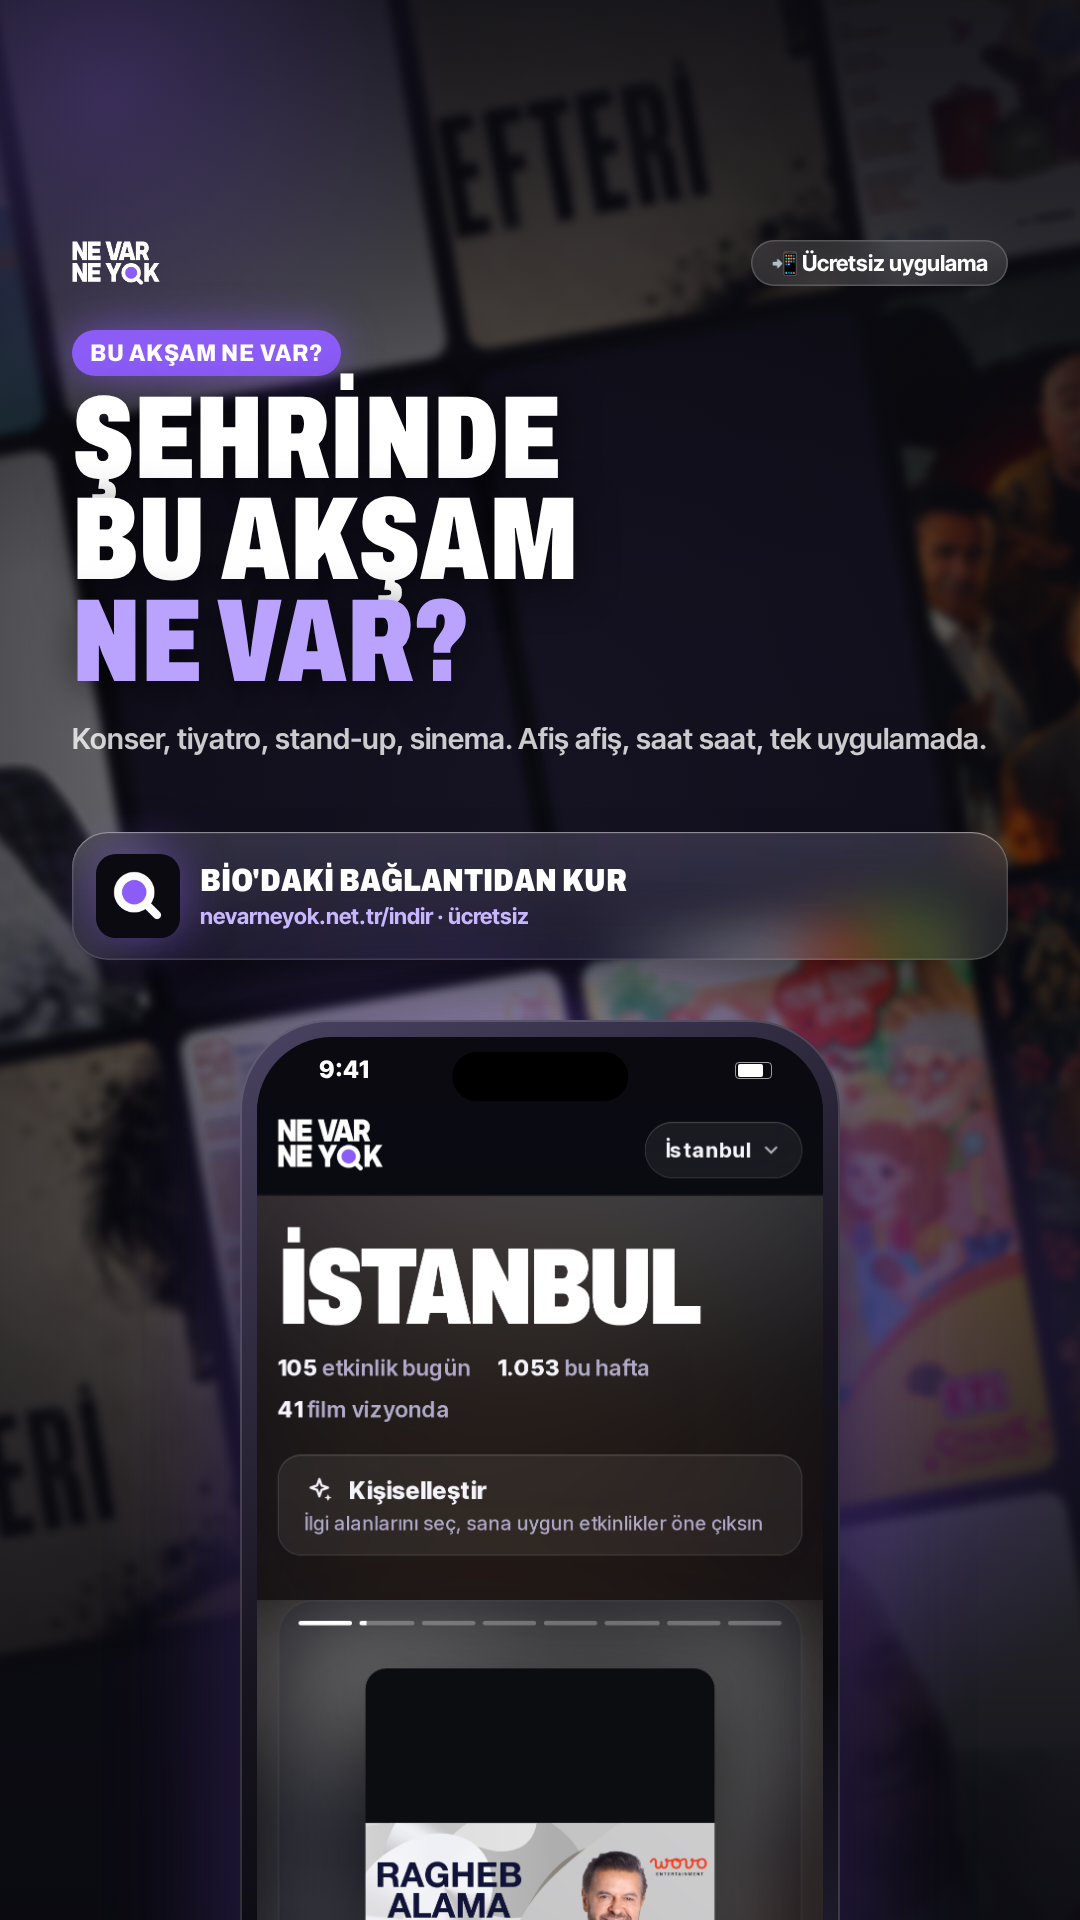 EFTERİ
NE VAR
NE YOK
📲 Ücretsiz uygulama
BU AKŞAM NE VAR?
ŞEHRİNDE
BU AKŞAM
NE VAR?
Konser, tiyatro, stand-up, sinema. Afiş afiş, saat saat, tek uygulamada.
BİO'DAKİ BAĞLANTIDAN KUR
nevarneyok.net.tr/indir · ücretsiz
9:41
NE VAR
NE YOK
İstanbul
İSTANBUL
105 etkinlik bugün 1.053 bu hafta
41 film vizyonda
Kişiselleştir
İlgi alanlarını seç, sana uygun etkinlikler öne çıksın
ERİ
RAGHEB
ALAMA
wovo
ENTERTAINMENT